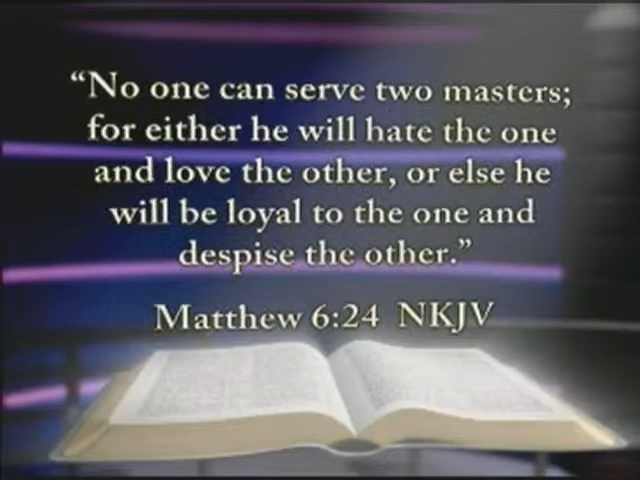 “No one can serve two masters;
for either he will hate the one
and love the other, or else he
will be loyal to the one and
despise the other.”
Matthew 6:24 NKJV